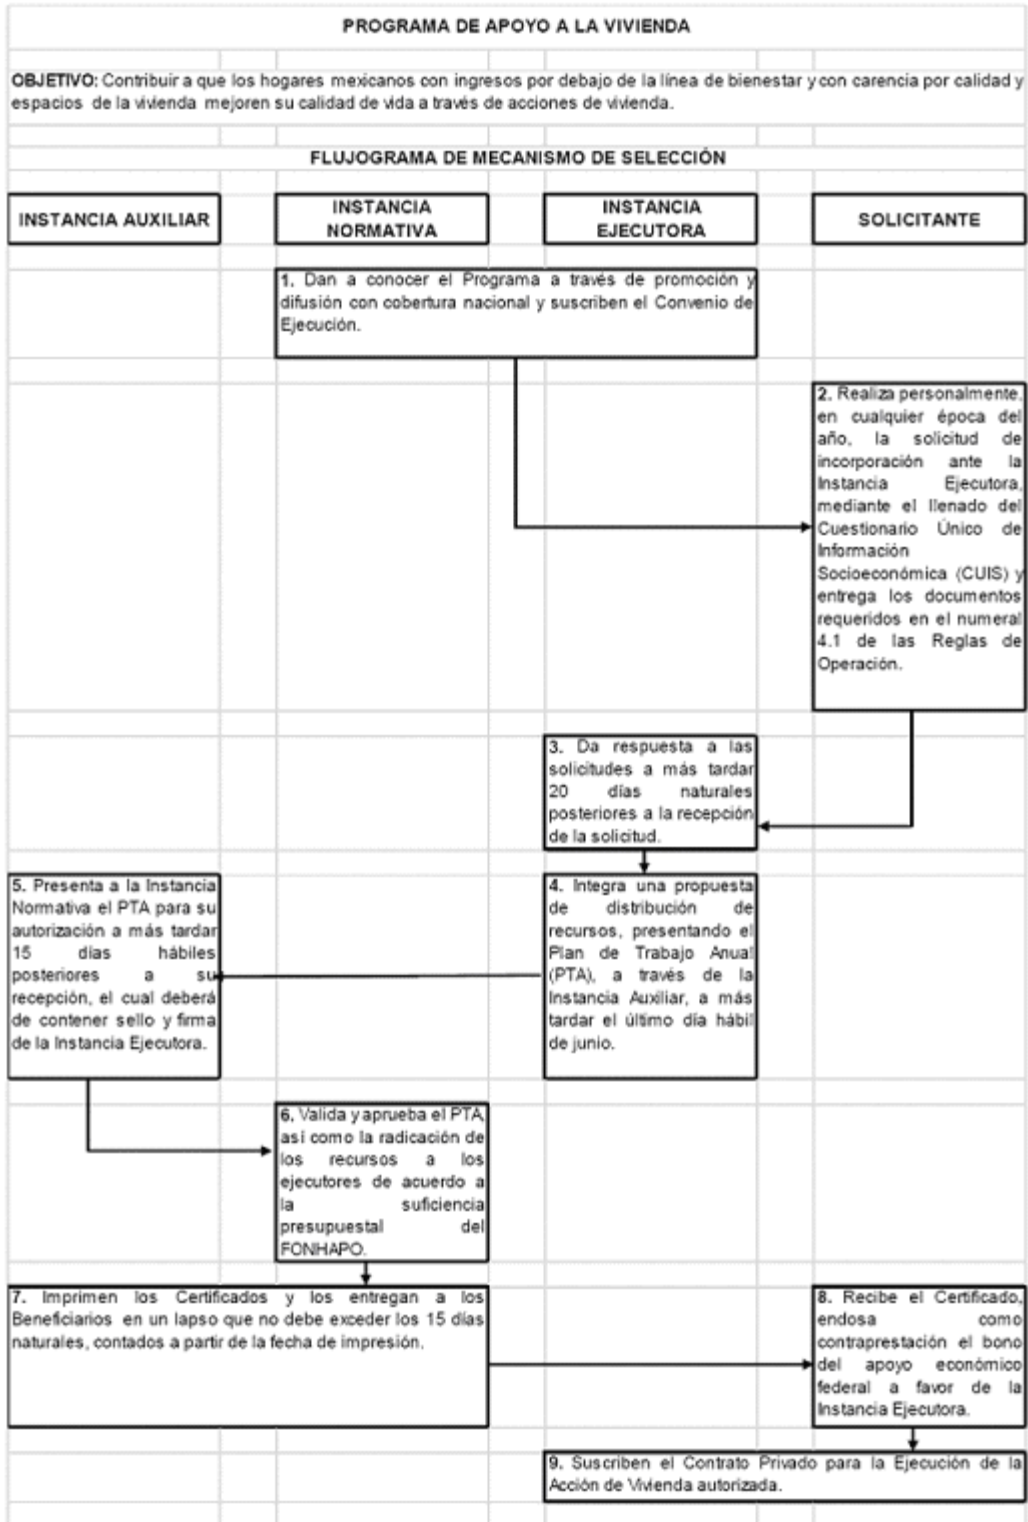 PROGRAMA DE APOYO A LA VIVIENDA
OBJETIVO: Contribuir a que los hogares mexicanos con ingresos por debajo de la línea de bienestar y con carencia por calidad y
espacios de la vivienda mejoren su calidad de vida a través de acciones de vivienda.
FLUJOGRAMA DE MECANISMO DE SELECCIÓN
INSTANCIA AUXILIAR
INSTANCIA
NORMATIVA
INSTANCIA
EJECUTORA
SOLICITANTE
1. Dan a conocer el Programa a través de promoción y
difusión con cobertura nacional y suscriben el Convenio de
Ejecución.
2. Realiza personalmente,
en cualquier época del
año, la solicitud de
incorporación ante la
Instancia Ejecutora,
mediante el llenado del
Cuestionario Único de
Información
Socioeconómica (CUIS) y
entrega los documentos
requeridos en el numeral
4.1 de las Reglas de
Operación.
3. Da respuesta a las
solicitudes a más tardar
20 días naturales
posteriores a la recepción
de la solicitud.
4. Integra una propuesta
de distribución de
recursos, presentando el
Plan de Trabajo Anual
(PTA), a través de la
Instancia Auxiliar, a más
tardar el último día hábil
de junio.
5. Presenta a la Instancia
Normativa el PTA para su
autorización a más tardar
15 días hábiles
posteriores a su
recepción, el cual deberá
de contener sello y firma
de la Instancia Ejecutora.
6. Valida y aprueba el PTA,
así como la radicación de
los recursos a los
ejecutores de acuerdo a
la suficiencia
presupuestal del
FONHAPO.
7. Imprimen los Certificados y los entregan a los
Beneficiarios en un lapso que no debe exceder los 15 días
naturales, contados a partir de la fecha de impresión.
8. Recibe el Certificado,
endosa como
contraprestación el bono
del apoyo económico
federal a favor de la
Instancia Ejecutora.
9. Suscriben el Contrato Privado para la Ejecución de la
Acción de Vivienda autorizada.